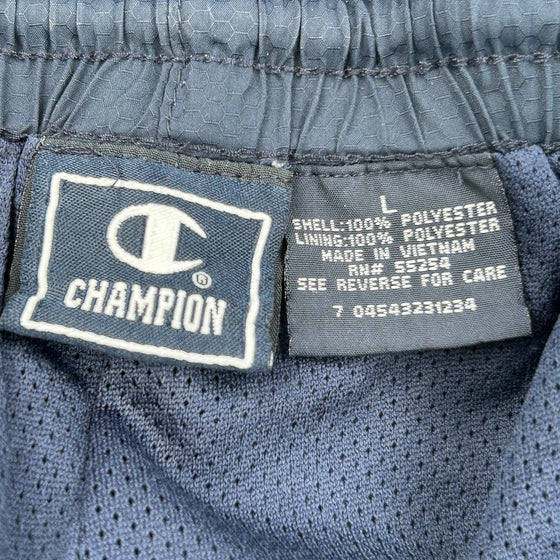 C
®
CHAMPION
L
SHELL:100% POLYESTER
LINING:100% POLYESTER
MADE IN VIETNAM
RN# 55254
SEE REVERSE FOR CARE
7 04543231234